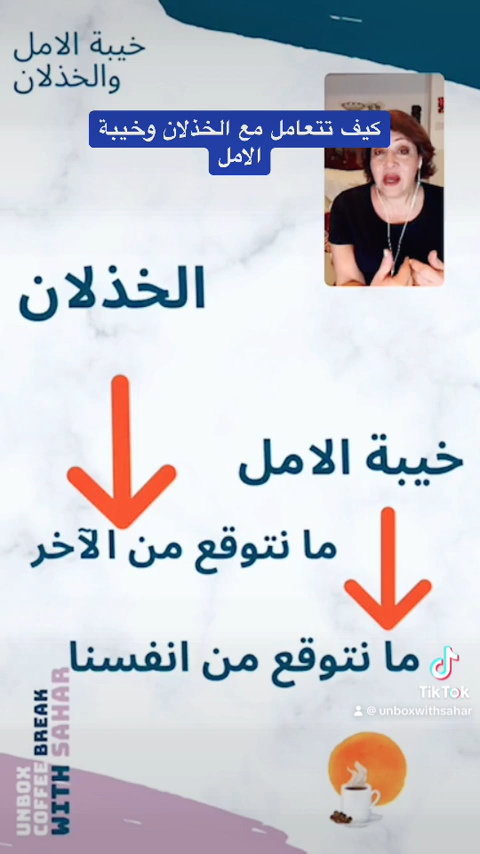 خيبة الامل
والخذلان
كيف تتعامل مع الخذلان وخيبة
الامل
الخذلان
خيبة الامل
ما نتوقع من الآخر
ما نتوقع من انفسنا
TikTok
@unboxwithsahar
UNBOX
COFFEE BREAK
WITH SAHAR